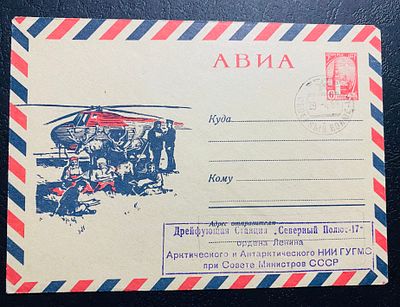 АВИА
Куда
Кому
Адрес отправителя
Дрейфующая Станция „Северный Полюс-17"
ордена Ленина
Арктического и Антарктического НИИ ГУГМС
при Совете Министров СССР